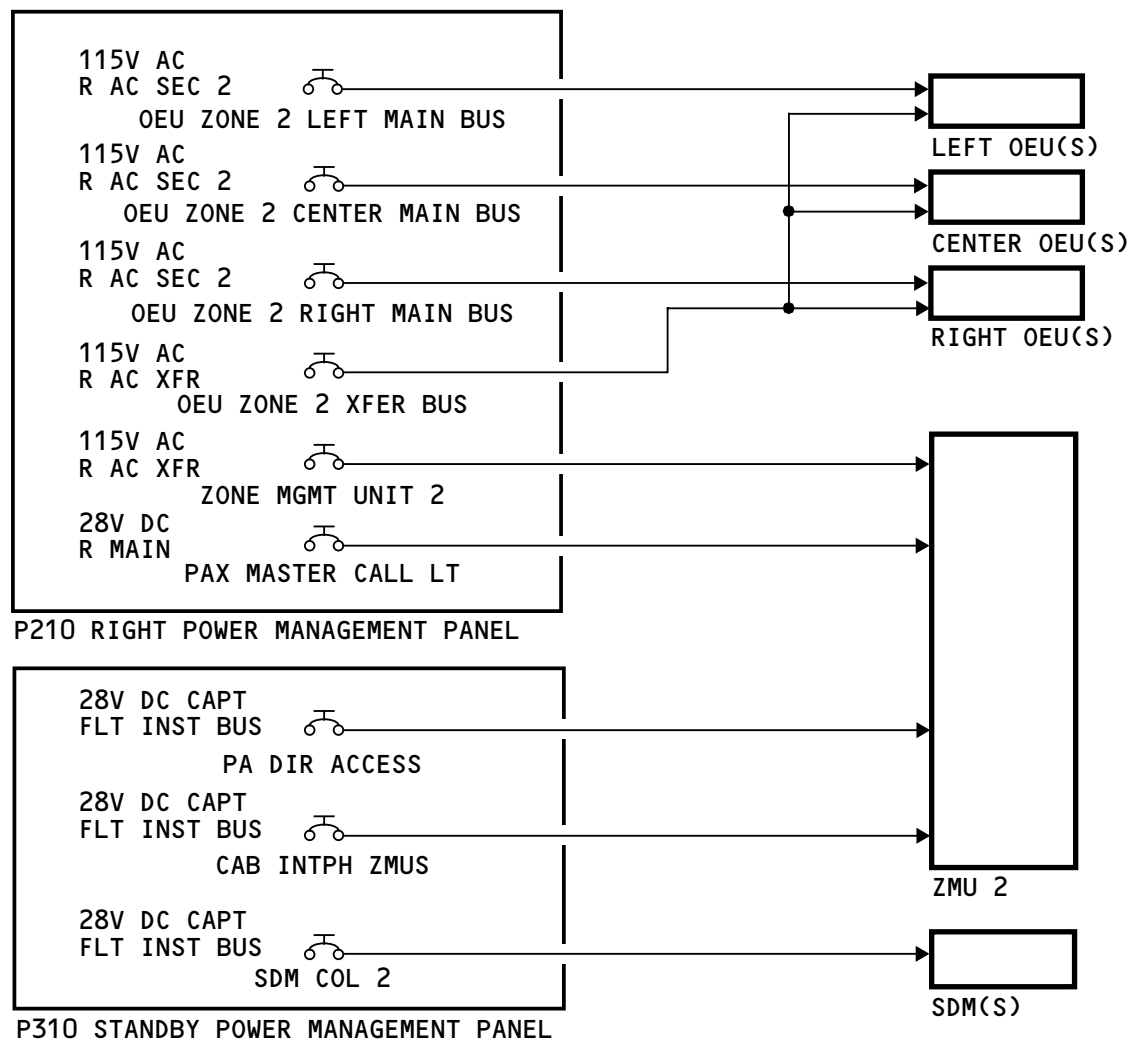 115V AC
R AC SEC 2
OEU ZONE 2 LEFT MAIN BUS
115V AC
R AC SEC 2
OEU ZONE 2 CENTER MAIN BUS
115V AC
R AC SEC 2
OEU ZONE 2 RIGHT MAIN BUS
115V AC
R AC XFR
OEU ZONE 2 XFER BUS
115V AC
R AC XFR
ZONE MGMT UNIT 2
28V DC
R MAIN
PAX MASTER CALL LT
P210 RIGHT POWER MANAGEMENT PANEL
LEFT OEU(S)
CENTER OEU(S)
RIGHT OEU(S)
28V DC CAPT
FLT INST BUS
PA DIR ACCESS
28V DC CAPT
FLT INST BUS
CAB INTPH ZMUS
28V DC CAPT
FLT INST BUS
SDM COL 2
P310 STANDBY POWER MANAGEMENT PANEL
ZMU 2
SDM(S)